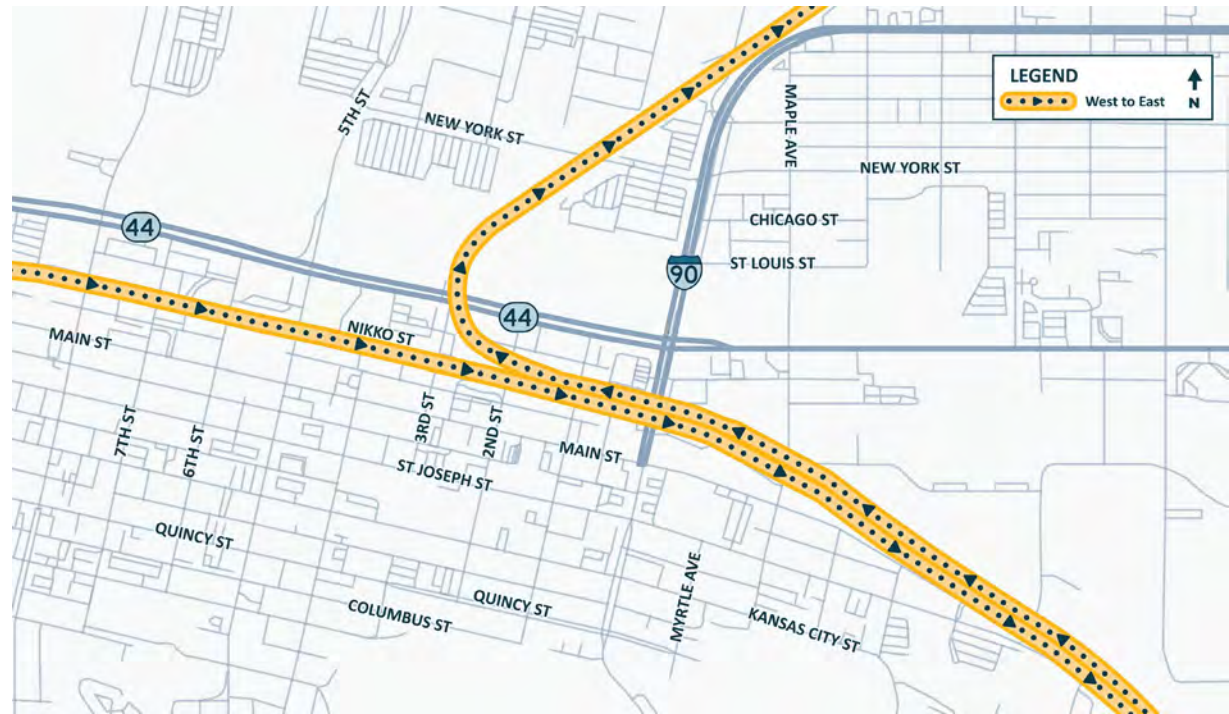 LEGEND
West to East
N
5TH ST
NEW YORK ST
MAPLE AVE
NEW YORK ST
CHICAGO ST
ST LOUIS ST
44
90
44
NIKKO ST
MAIN ST
7TH ST
6TH ST
3RD ST
2ND ST
MAIN ST
ST JOSEPH ST
QUINCY ST
QUINCY ST
COLUMBUS ST
MYRTLE AVE
KANSAS CITY ST